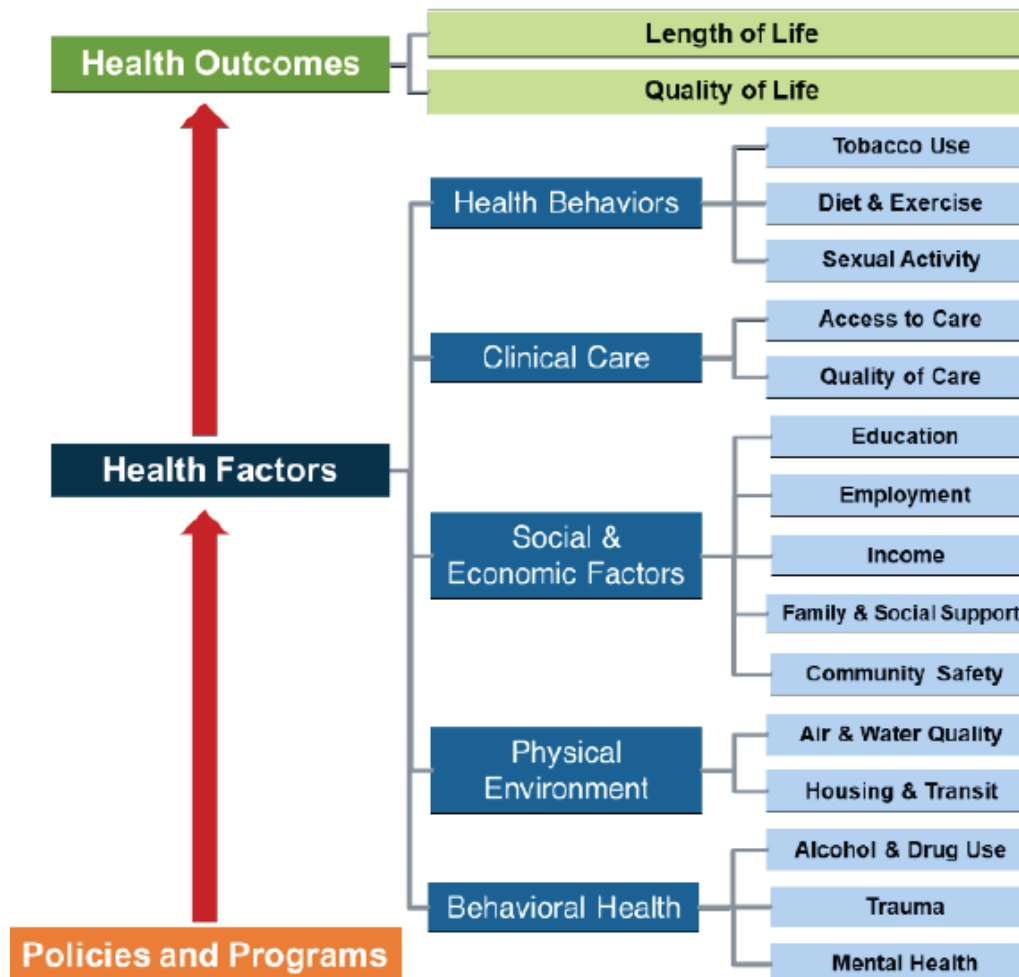 Health Outcomes
Length of Life
Quality of Life
Health Factors
Health Behaviors
Tobacco Use
Diet & Exercise
Sexual Activity
Clinical Care
Access to Care
Quality of Care
Social &
Economic Factors
Education
Employment
Income
Family & Social Support
Community Safety
Physical
Environment
Air & Water Quality
Housing & Transit
Behavioral Health
Alcohol & Drug Use
Trauma
Mental Health
Policies and Programs